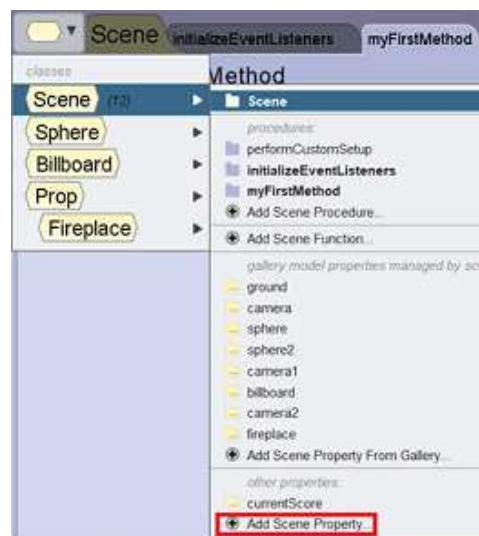 Scene initializeEventListeners myFirstMethod
classes
Method
Scene (12)
Sphere
Billboard
Prop
Fireplace
Scene
procedures:
performCustomSetup
initializeEventListeners
myFirstMethod
Add Scene Procedure...
Add Scene Function...
gallery model properties managed by
ground
camera
sphere
sphere2
camera1
billboard
camera2
fireplace
Add Scene Property From Gallery...
other properties:
currentScore
Add Scene Property...